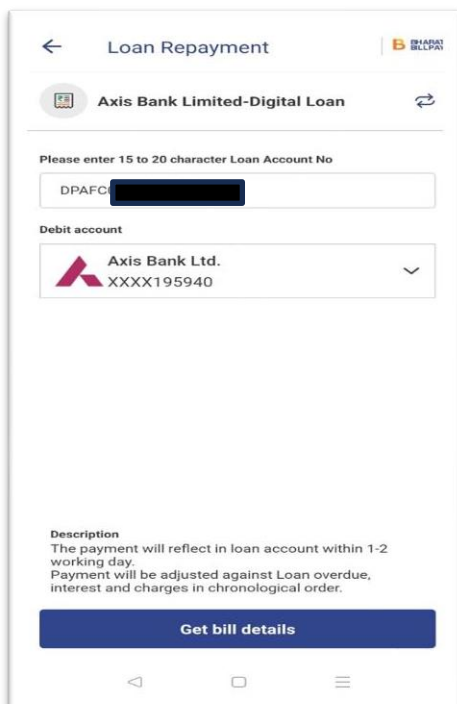 Loan Repayment
B BHARAT
BILLPAY
Axis Bank Limited-Digital Loan
Please enter 15 to 20 character Loan Account No
DPAFC
Debit account
Axis Bank Ltd.
XXXX195940
Description
The payment will reflect in loan account within 1-2
working day.
Payment will be adjusted against Loan overdue,
interest and charges in chronological order.
Get bill details